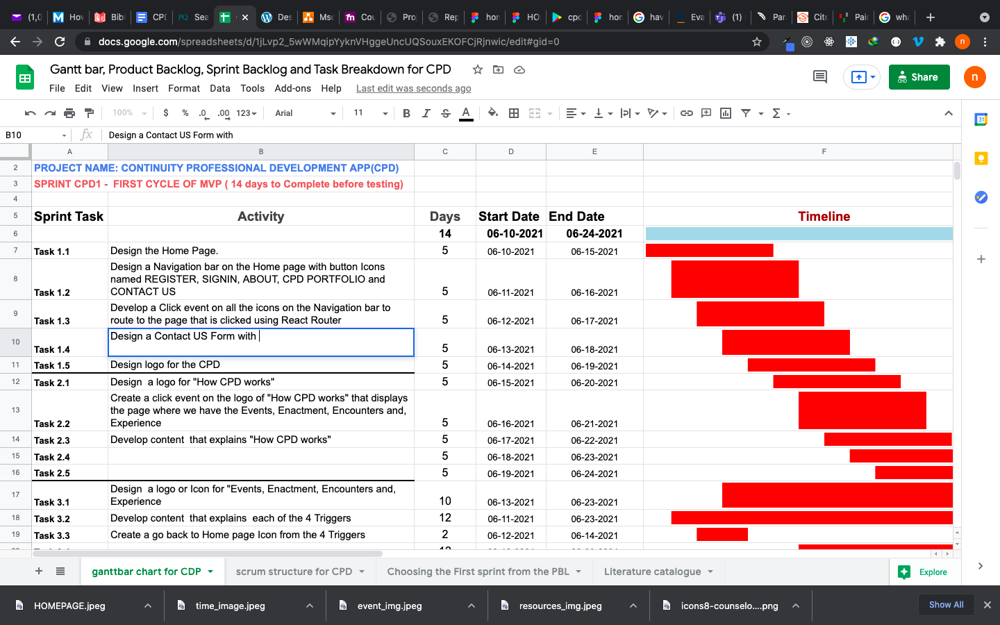 (1,0
Ho
Bib
CPI
Sea
Des
Ms
Cou
Pro
Rep
hor
HO
cpc
hor
hav
Eva
(1)
Par
Cite
Pai
wha
docs.google.com/spreadsheets/d/1jLvp2_5wWMqipYyknVHggeUncUQSouxEKOFCjRjnwic/edit#gid=0
Gantt bar, Product Backlog, Sprint Backlog and Task Breakdown for CPD
File Edit View Insert Format Data Tools Add-ons Help Last edit was seconds ago
Share
n
100% $ % .0 .00 123 Arial 11 B I S A
B10 fx Design a Contact US Form with
A B C D E F
2 PROJECT NAME: CONTINUITY PROFESSIONAL DEVELOPMENT APP(CPD)
3 SPRINT CPD1 - FIRST CYCLE OF MVP ( 14 days to Complete before testing)
4
5 Sprint Task Activity Days Start Date End Date Timeline
6 14 06-10-2021 06-24-2021
7 Task 1.1 Design the Home Page. 5 06-10-2021 06-15-2021
Design a Navigation bar on the Home page with button Icons
8 named REGISTER, SIGNIN, ABOUT, CPD PORTFOLIO and
Task 1.2 CONTACT US 5 06-11-2021 06-16-2021
9 Develop a Click event on all the icons on the Navigation bar to
Task 1.3 route to the page that is clicked using React Router 5 06-12-2021 06-17-2021
10 Design a Contact US Form with
Task 1.4 5 06-13-2021 06-18-2021
11 Task 1.5 Design logo for the CPD 5 06-14-2021 06-19-2021
12 Task 2.1 Design a logo for "How CPD works" 5 06-15-2021 06-20-2021
Create a click event on the logo of "How CPD works" that displays
13 the page where we have the Events, Enactment, Encounters and,
Task 2.2 Experience 5 06-16-2021 06-21-2021
14 Task 2.3 Develop content that explains "How CPD works" 5 06-17-2021 06-22-2021
15 Task 2.4 5 06-18-2021 06-23-2021
16 Task 2.5 5 06-19-2021 06-24-2021
17 Design a logo or Icon for "Events, Enactment, Encounters and,
Task 3.1 Experience 10 06-13-2021 06-23-2021
18 Task 3.2 Develop content that explains each of the 4 Triggers 12 06-11-2021 06-23-2021
19 Task 3.3 Create a go back to Home page Icon from the 4 Triggers 2 06-12-2021 06-14-2021
ganttbar chart for CDP scrum structure for CPD Choosing the First sprint from the PBL Literature catalogue Explore
HOMEPAGE.jpeg time_image.jpeg event_img.jpeg resources_img.jpeg icons8-counselo....png Show All